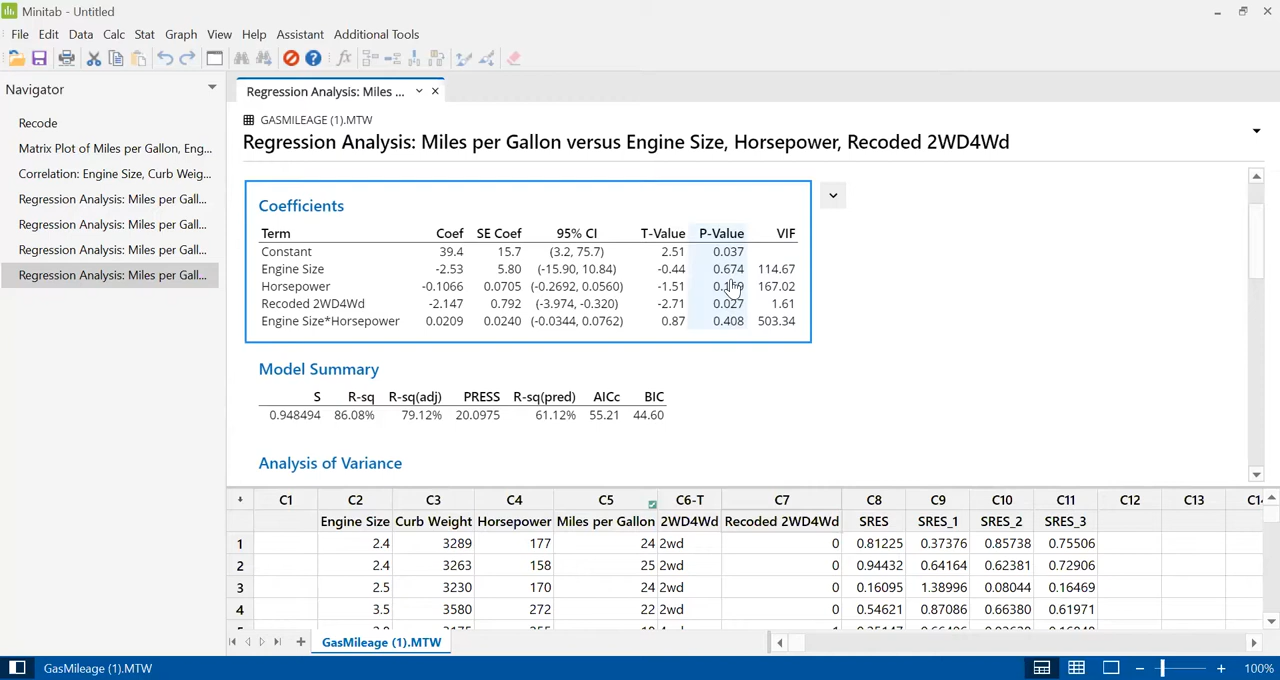 Minitab - Untitled
File Edit Data Calc Stat Graph View Help Assistant Additional Tools
Navigator
Regression Analysis: Miles ...
Recode
Matrix Plot of Miles per Gallon, Eng...
Correlation: Engine Size, Curb Weig...
Regression Analysis: Miles per Gall...
Regression Analysis: Miles per Gall...
Regression Analysis: Miles per Gall...
Regression Analysis: Miles per Gall...
GASMILEAGE (1).MTW
Regression Analysis: Miles per Gallon versus Engine Size, Horsepower, Recoded 2WD4Wd
Coefficients
Term Coef SE Coef 95% CI T-Value P-Value VIF
Constant 39.4 15.7 (3.2, 75.7) 2.51 0.037
Engine Size -2.53 5.80 (-15.90, 10.84) -0.44 0.674 114.67
Horsepower -0.1066 0.0705 (-0.2692, 0.0560) -1.51 167.02
Recoded 2WD4Wd -2.147 0.792 (-3.974, -0.320) -2.71 0.027 1.61
Engine Size*Horsepower 0.0209 0.0240 (-0.0344, 0.0762) 0.87 0.408 503.34
Model Summary
S R-sq R-sq(adj) PRESS R-sq(pred) AICc BIC
0.948494 86.08% 79.12% 20.0975 61.12% 55.21 44.60
Analysis of Variance
C1 C2 C3 C4 C5 C6-T C7 C8 C9 C10 C11 C12 C13
Engine Size Curb Weight Horsepower Miles per Gallon 2WD4Wd Recoded 2WD4Wd SRES SRES_1 SRES_2 SRES_3
1 2.4 3289 177 24 2wd 0 0.81225 0.37376 0.85738 0.75506
2 2.4 3263 158 25 2wd 0 0.94432 0.64164 0.62381 0.72906
3 2.5 3230 170 24 2wd 0 0.16095 1.38996 0.08044 0.16469
4 3.5 3580 272 22 2wd 0 0.54621 0.87086 0.66380 0.61971
GasMileage (1).MTW
GasMileage (1).MTW
100%